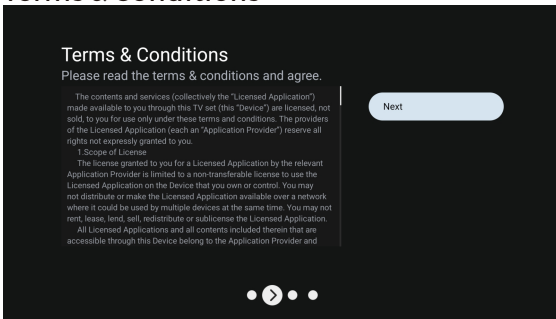 Terms & Conditions
Please read the terms & conditions and agree.
The contents and services (collectively the "Licensed Application")
made available to you through this TV set (this "Device") are licensed, not
sold, to you for use only under these terms and conditions. The providers
of the Licensed Application (each an "Application Provider") reserve all
rights not expressly granted to you.
1.Scope of License
The license granted to you for a Licensed Application by the relevant
Application Provider is limited to a non-transferable license to use the
Licensed Application on the Device that you own or control. You may
not distribute or make the Licensed Application available over a network
where it could be used by multiple devices at the same time. You may not
rent, lease, lend, sell, redistribute or sublicense the Licensed Application.
All Licensed Applications and all contents included therein that are
accessible through this Device belong to the Application Provider and
Next